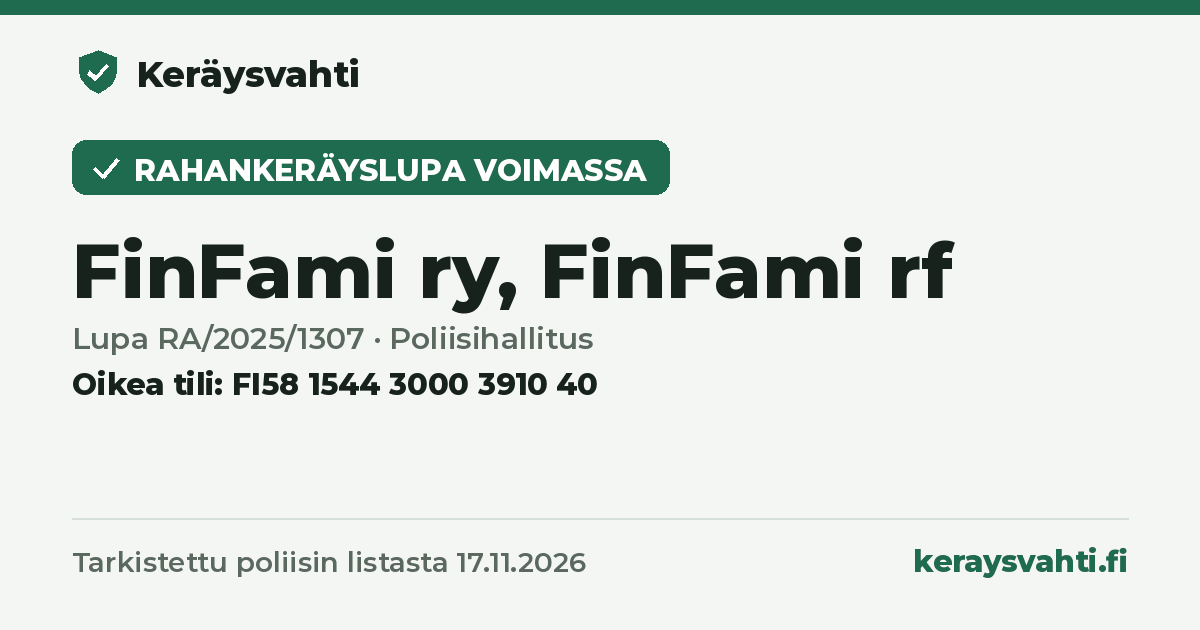 Keräysvahti
RAHANKERÄYSLUPA VOIMASSA
FinFami ry, FinFami rf
Lupa RA/2025/1307 · Poliisihallitus
Oikea tili: FI58 1544 3000 3910 40
Tarkistettu poliisin listasta 17.11.2026
keraysvahti.fi